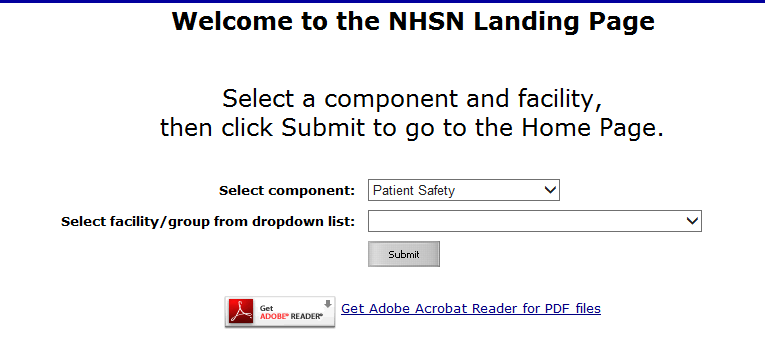 Welcome to the NHSN Landing Page
Select a component and facility,
then click Submit to go to the Home Page.
Select component: Patient Safety
Select facility/group from dropdown list:
Submit
Get
ADOBE® READER®
Get Adobe Acrobat Reader for PDF files